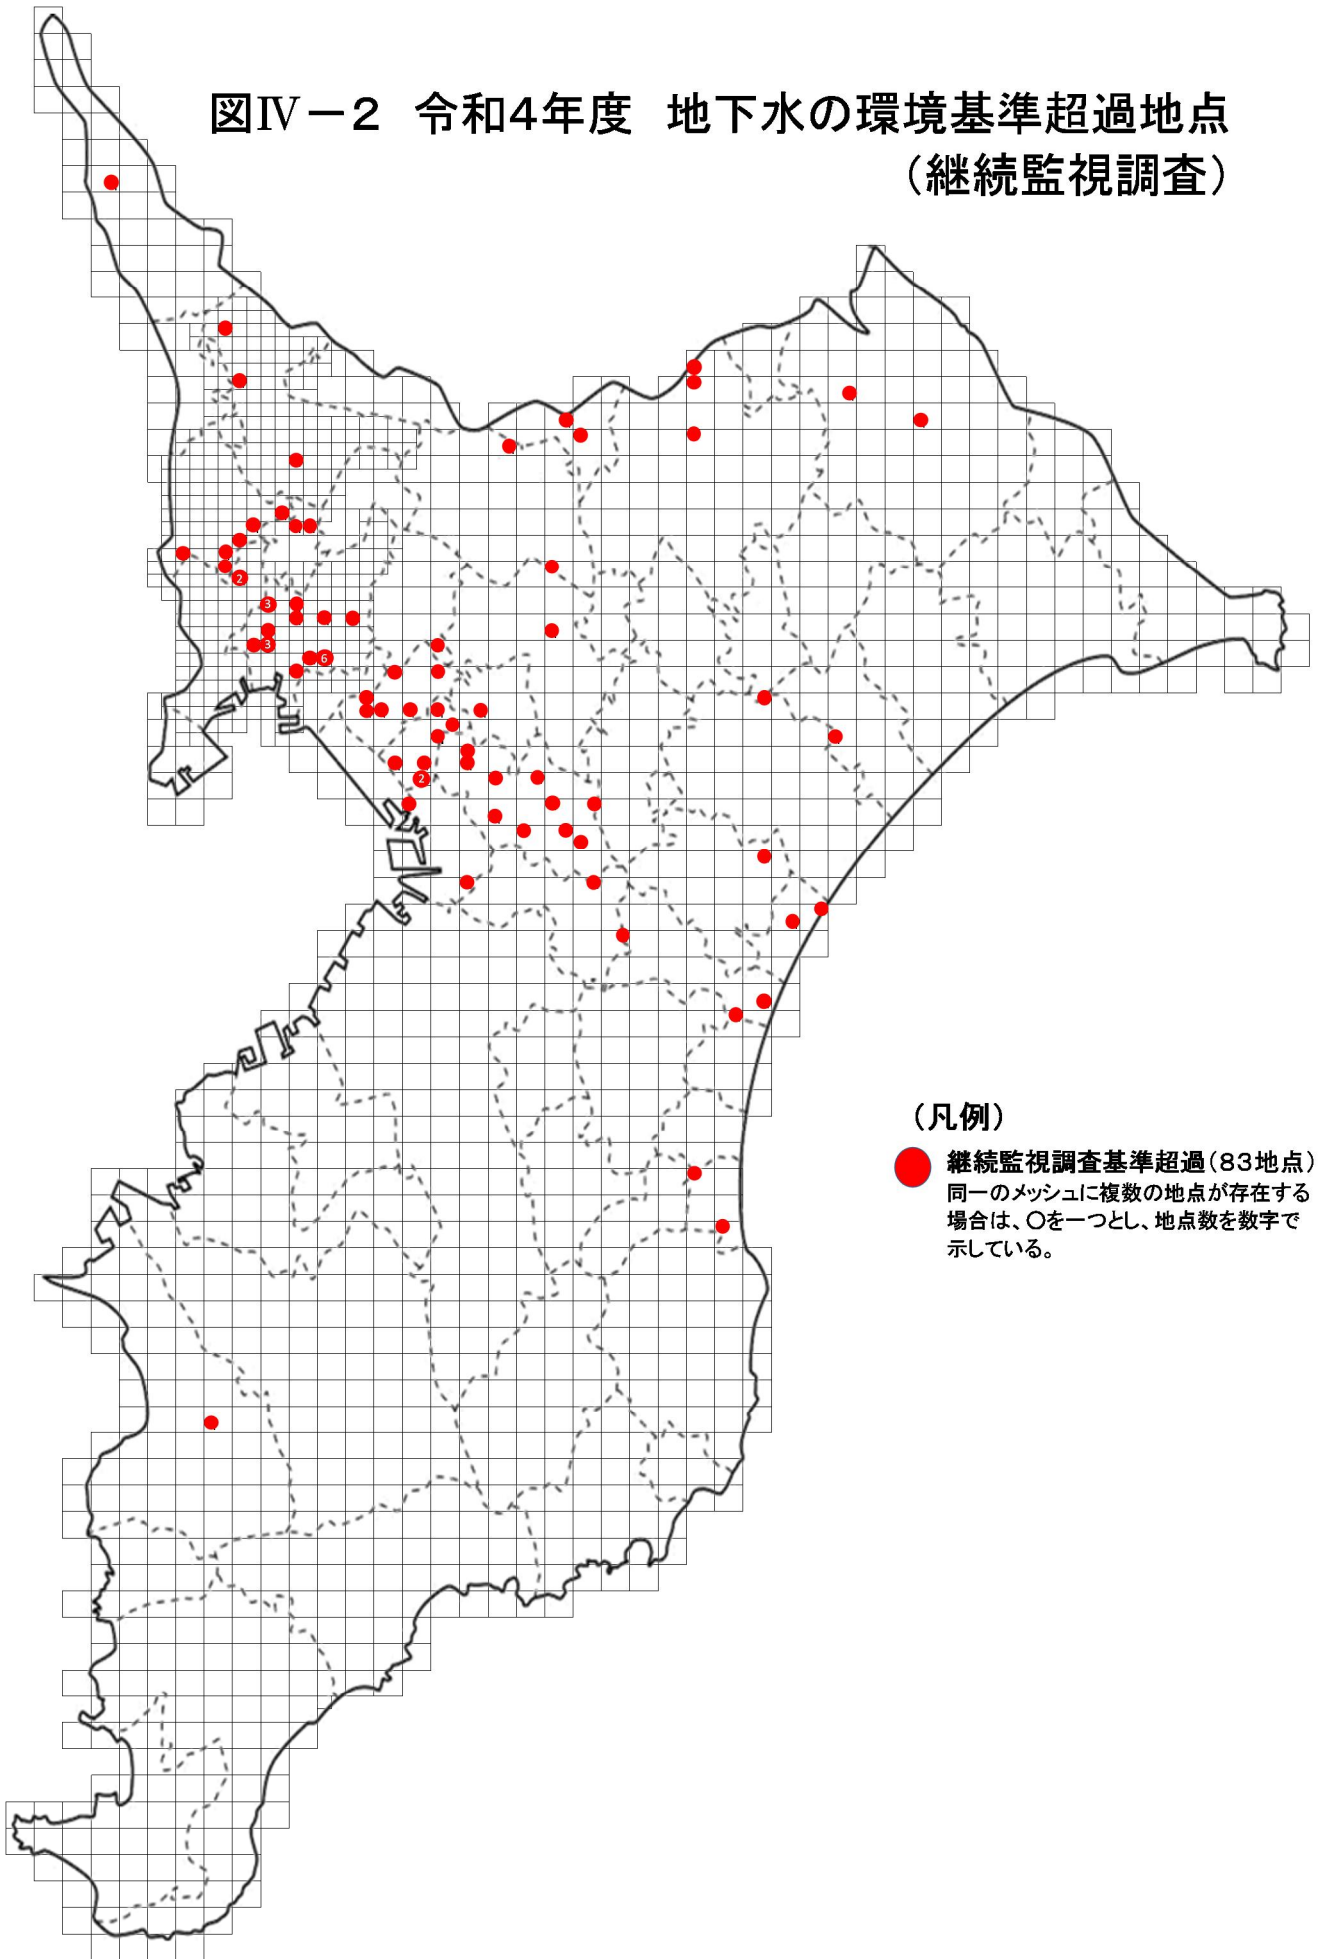 図Ⅳ－2 令和4年度 地下水の環境基準超過地点
（継続監視調査）
2
3
3
6
2
（凡例）
継続監視調査基準超過（83地点）
同一のメッシュに複数の地点が存在する
場合は、〇を一つとし、地点数を数字で
示している。